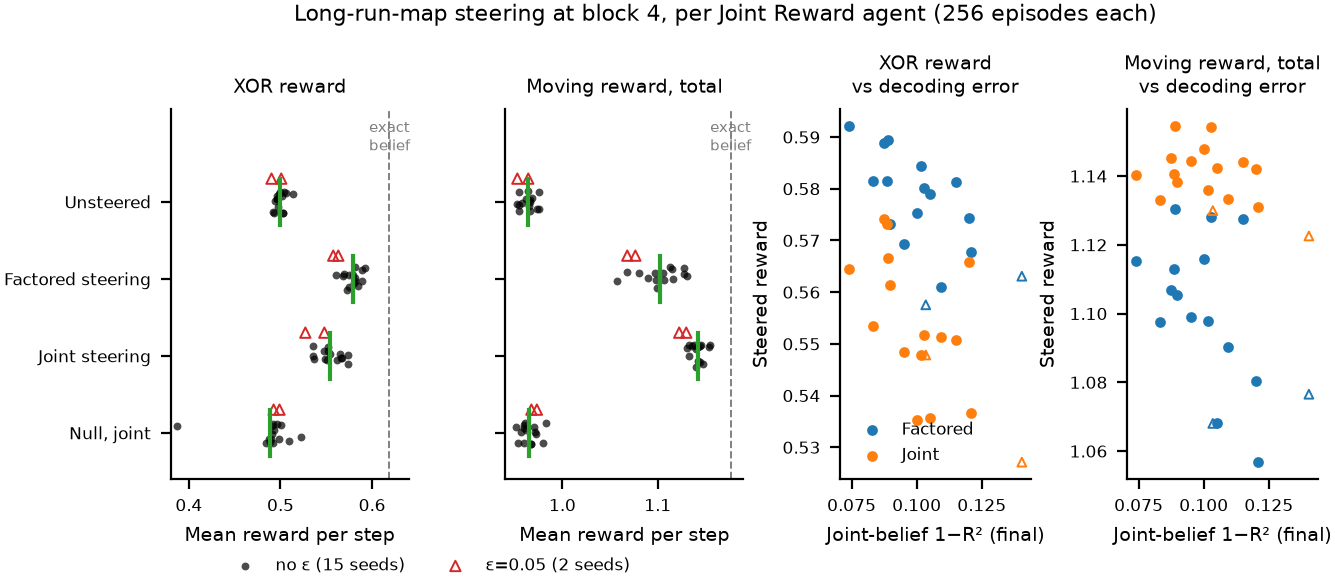 Long-run-map steering at block 4, per Joint Reward agent (256 episodes each)
XOR reward
exact
belief
Unsteered
Factored steering
Joint steering
Null, joint
0.4
0.5
0.6
Mean reward per step
Moving reward, total
exact
belief
1.0
1.1
Mean reward per step
no ε (15 seeds)
ε=0.05 (2 seeds)
XOR reward
vs decoding error
Steered reward
0.59
0.58
0.57
0.56
0.55
0.54
0.53
Factored
Joint
0.075
0.100
0.125
Joint-belief 1−R² (final)
Moving reward, total
vs decoding error
Steered reward
1.14
1.12
1.10
1.08
1.06
0.075
0.100
0.125
Joint-belief 1−R² (final)